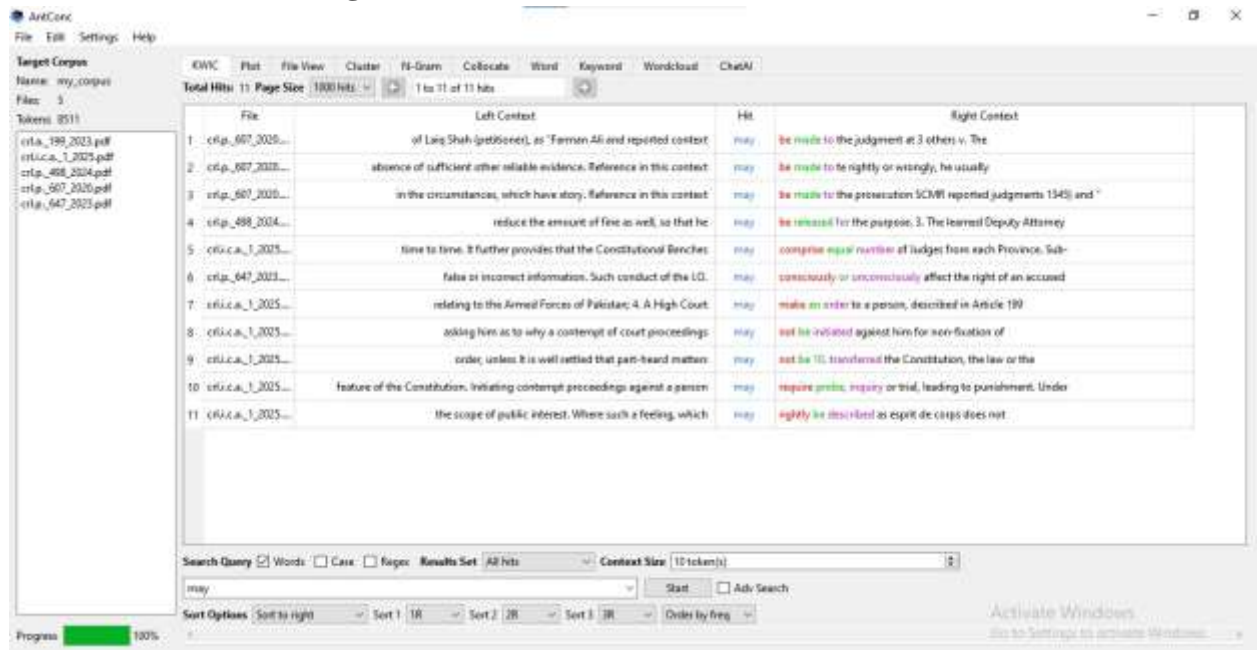 AntConc
File Edit Settings Help
Target Corpus
Name: my_corpus
Files: 5
Tokens: 8511
crl.a._199_2023.pdf
crl.i.c.a._1_2025.pdf
crl.p._498_2024.pdf
crl.p._607_2020.pdf
crl.p._647_2023.pdf
KWIC Plot File View Cluster N-Gram Collocate Word Keyword Wordcloud ChatAI
Total Hits: 11 Page Size 1000 hits 1 to 11 of 11 hits
File Left Context Hit Right Context
1 crl.p._607_2020.... of Laiq Shah (petitioner), as "Farman Ali and reported context may be made to the judgment at 3 others v. The
2 crl.p._607_2020.... absence of sufficient other reliable evidence. Reference in this context may be made to te rightly or wrongly, he usually
3 crl.p._607_2020.... in the circumstances, which have story. Reference in this context may be made to the prosecution SCMR reported judgments 1545) and "
4 crl.p._498_2024.... reduce the amount of fine as well, so that he may be released for the purpose. 3. The learned Deputy Attorney
5 crl.i.c.a._1_2025.... time to time. It further provides that the Constitutional Benches may comprise equal number of Judges from each Province. Sub-
6 crl.p._647_2023.... false or incorrect information. Such conduct of the I.O. may consciously or unconsciously affect the right of an accused
7 crl.i.c.a._1_2025.... relating to the Armed Forces of Pakistan; 4. A High Court may make an order to a person, described in Article 199
8 crl.i.c.a._1_2025.... asking him as to why a contempt of court proceedings may not be initiated against him for non-fixation of
9 crl.i.c.a._1_2025.... order, unless It is well settled that part-heard matters may not be 10. transferred the Constitution, the law or the
10 crl.i.c.a._1_2025.... feature of the Constitution. Initiating contempt proceedings against a person may require probe, inquiry or trial, leading to punishment. Under
11 crl.i.c.a._1_2025.... the scope of public interest. Where such a feeling, which may rightly be described as esprit de corps does not
Search Query Words Case Regex Results Set All hits Context Size 10 token(s)
may Start Adv Search
Sort Options Sort to right Sort 1 1R Sort 2 2R Sort 3 3R Order by freq
Activate Windows
Go to Settings to activate Windows.
Progress 100%